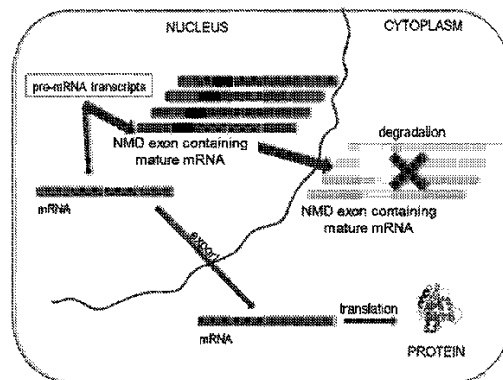 NUCLEUS
CYTOPLASM
pre-mRNA transcripts
NMD exon containing
mature mRNA
degradation
mRNA
NMD exon containing
mature mRNA
export
translation
mRNA
PROTEIN